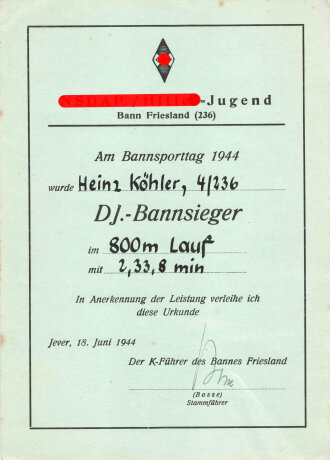 -Jugend
Bann Friesland (236)
Am Bannsporttag 1944
wurde Heinz Köhler, 4/236
DJ.-Bannsieger
im 800m Lauf
mit 2,33,8 min
In Anerkennung der Leistung verleihe ich
diese Urkunde
Jever, 18. Juni 1944
Der K-Führer des Bannes Friesland
(Bosse)
Stammführer